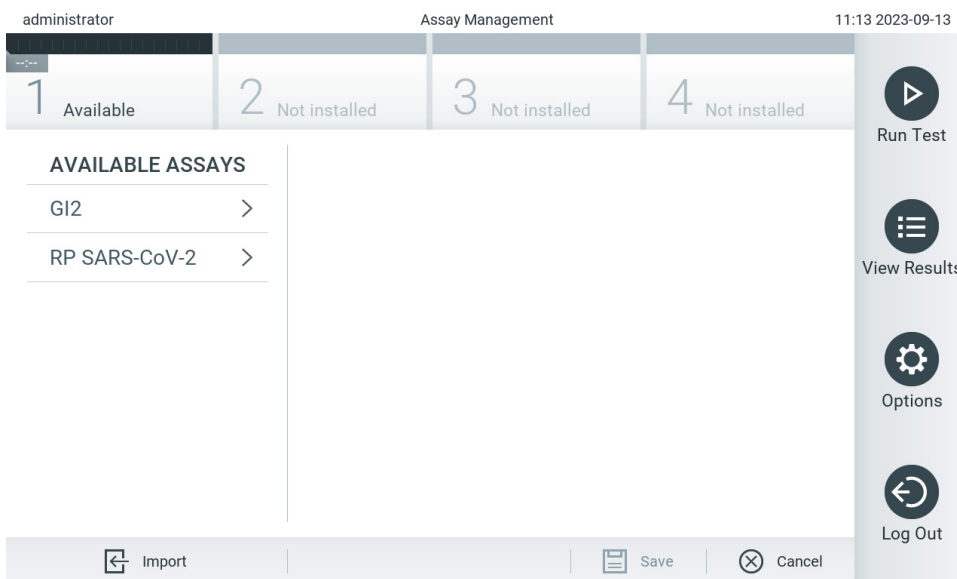 administrator
Assay Management
11:13 2023-09-13
--:--
1 Available
2 Not installed
3 Not installed
4 Not installed
Run Test
AVAILABLE ASSAYS
GI2
RP SARS-CoV-2
View Results
Options
Log Out
Import
Save
Cancel